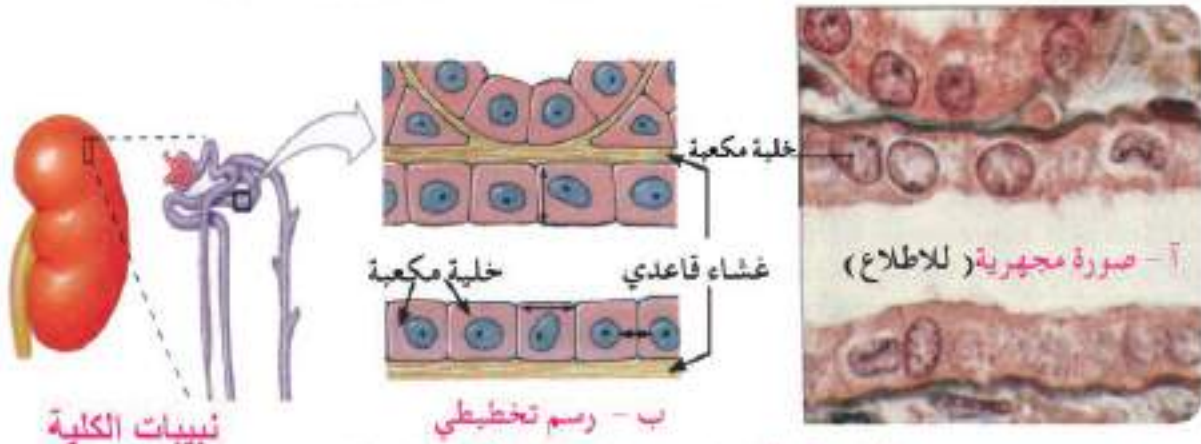 خلية مكعبة
آ - صورة مجهرية ( للاطلاع )
غشاء قاعدي
خلية مكعبة
ب - رسم تخطيطي
نبيبات الكلية